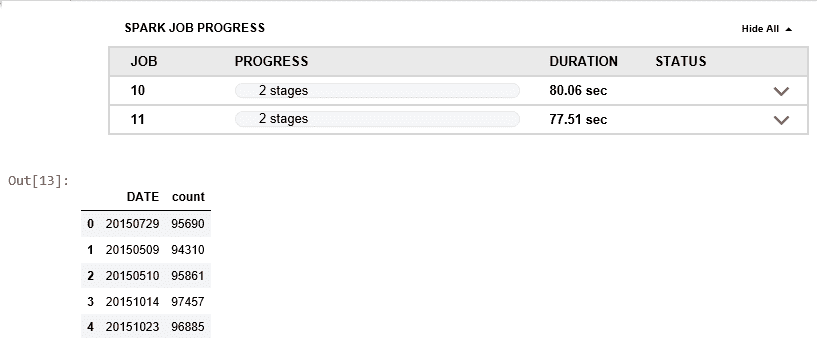 SPARK JOB PROGRESS Hide All
JOB PROGRESS DURATION STATUS
10 2 stages 80.06 sec
11 2 stages 77.51 sec
Out[13]:
DATE count
0 20150729 95690
1 20150509 94310
2 20150510 95861
3 20151014 97457
4 20151023 96885